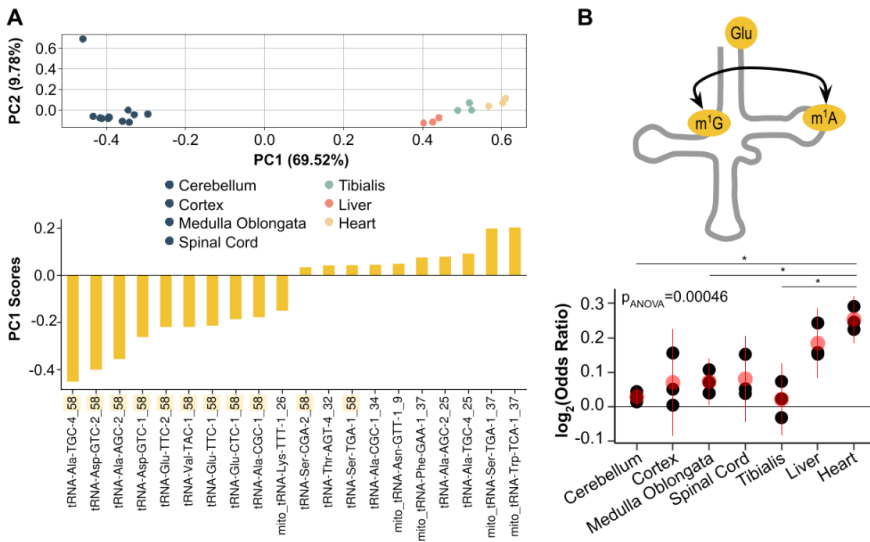 A
PC2 (9.78%)
0.6
0.4
0.2
0.0
-0.4
-0.2
0.0
0.2
0.4
0.6
PC1 (69.52%)
Cerebellum
Cortex
Medulla Oblongata
Spinal Cord
Tibialis
Liver
Heart
PC1 Scores
0.2
0.0
-0.2
-0.4
tRNA-Ala-TGC-4_58
tRNA-Asp-GTC-2_58
tRNA-Ala-AGC-2_58
tRNA-Asp-GTC-1_58
tRNA-Glu-TTC-2_58
tRNA-Val-TAC-1_58
tRNA-Glu-TTC-1_58
tRNA-Glu-CTC-1_58
tRNA-Ala-CGC-1_58
mito_tRNA-Lys-TTT-1_26
tRNA-Ser-CGA-2_58
tRNA-Thr-AGT-4_32
tRNA-Ser-TGA-1_58
tRNA-Ala-CGC-1_34
mito_tRNA-Asn-GTT-1_9
mito_tRNA-Phe-GAA-1_37
tRNA-Ala-AGC-2_25
tRNA-Ala-TGC-4_25
mito_tRNA-Ser-TGA-1_37
mito_tRNA-Trp-TCA-1_37
B
Glu
m¹G
m¹A
*
*
*
pANOVA=0.00046
log₂(Odds Ratio)
0.3
0.2
0.1
0.0
-0.1
Cerebellum
Cortex
Medulla Oblongata
Spinal Cord
Tibialis
Liver
Heart